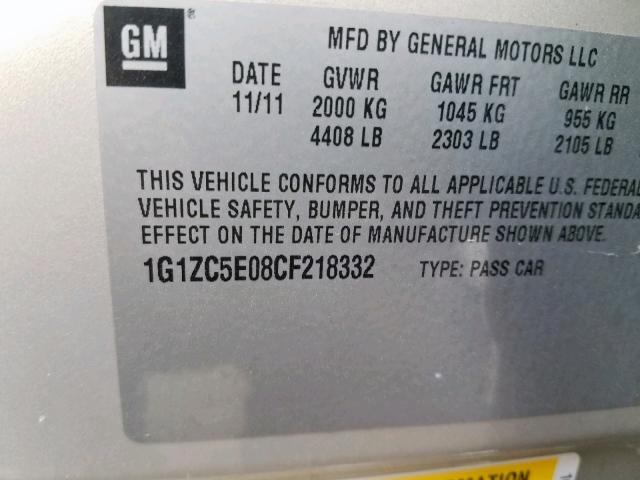 GM
MFD BY GENERAL MOTORS LLC
DATE GVWR GAWR FRT GAWR RR
11/11 2000 KG 1045 KG 955 KG
4408 LB 2303 LB 2105 LB
THIS VEHICLE CONFORMS TO ALL APPLICABLE U.S. FEDERAL
VEHICLE SAFETY, BUMPER, AND THEFT PREVENTION STANDA
EFFECT ON THE DATE OF MANUFACTURE SHOWN ABOVE.
1G1ZC5E08CF218332 TYPE: PASS CAR